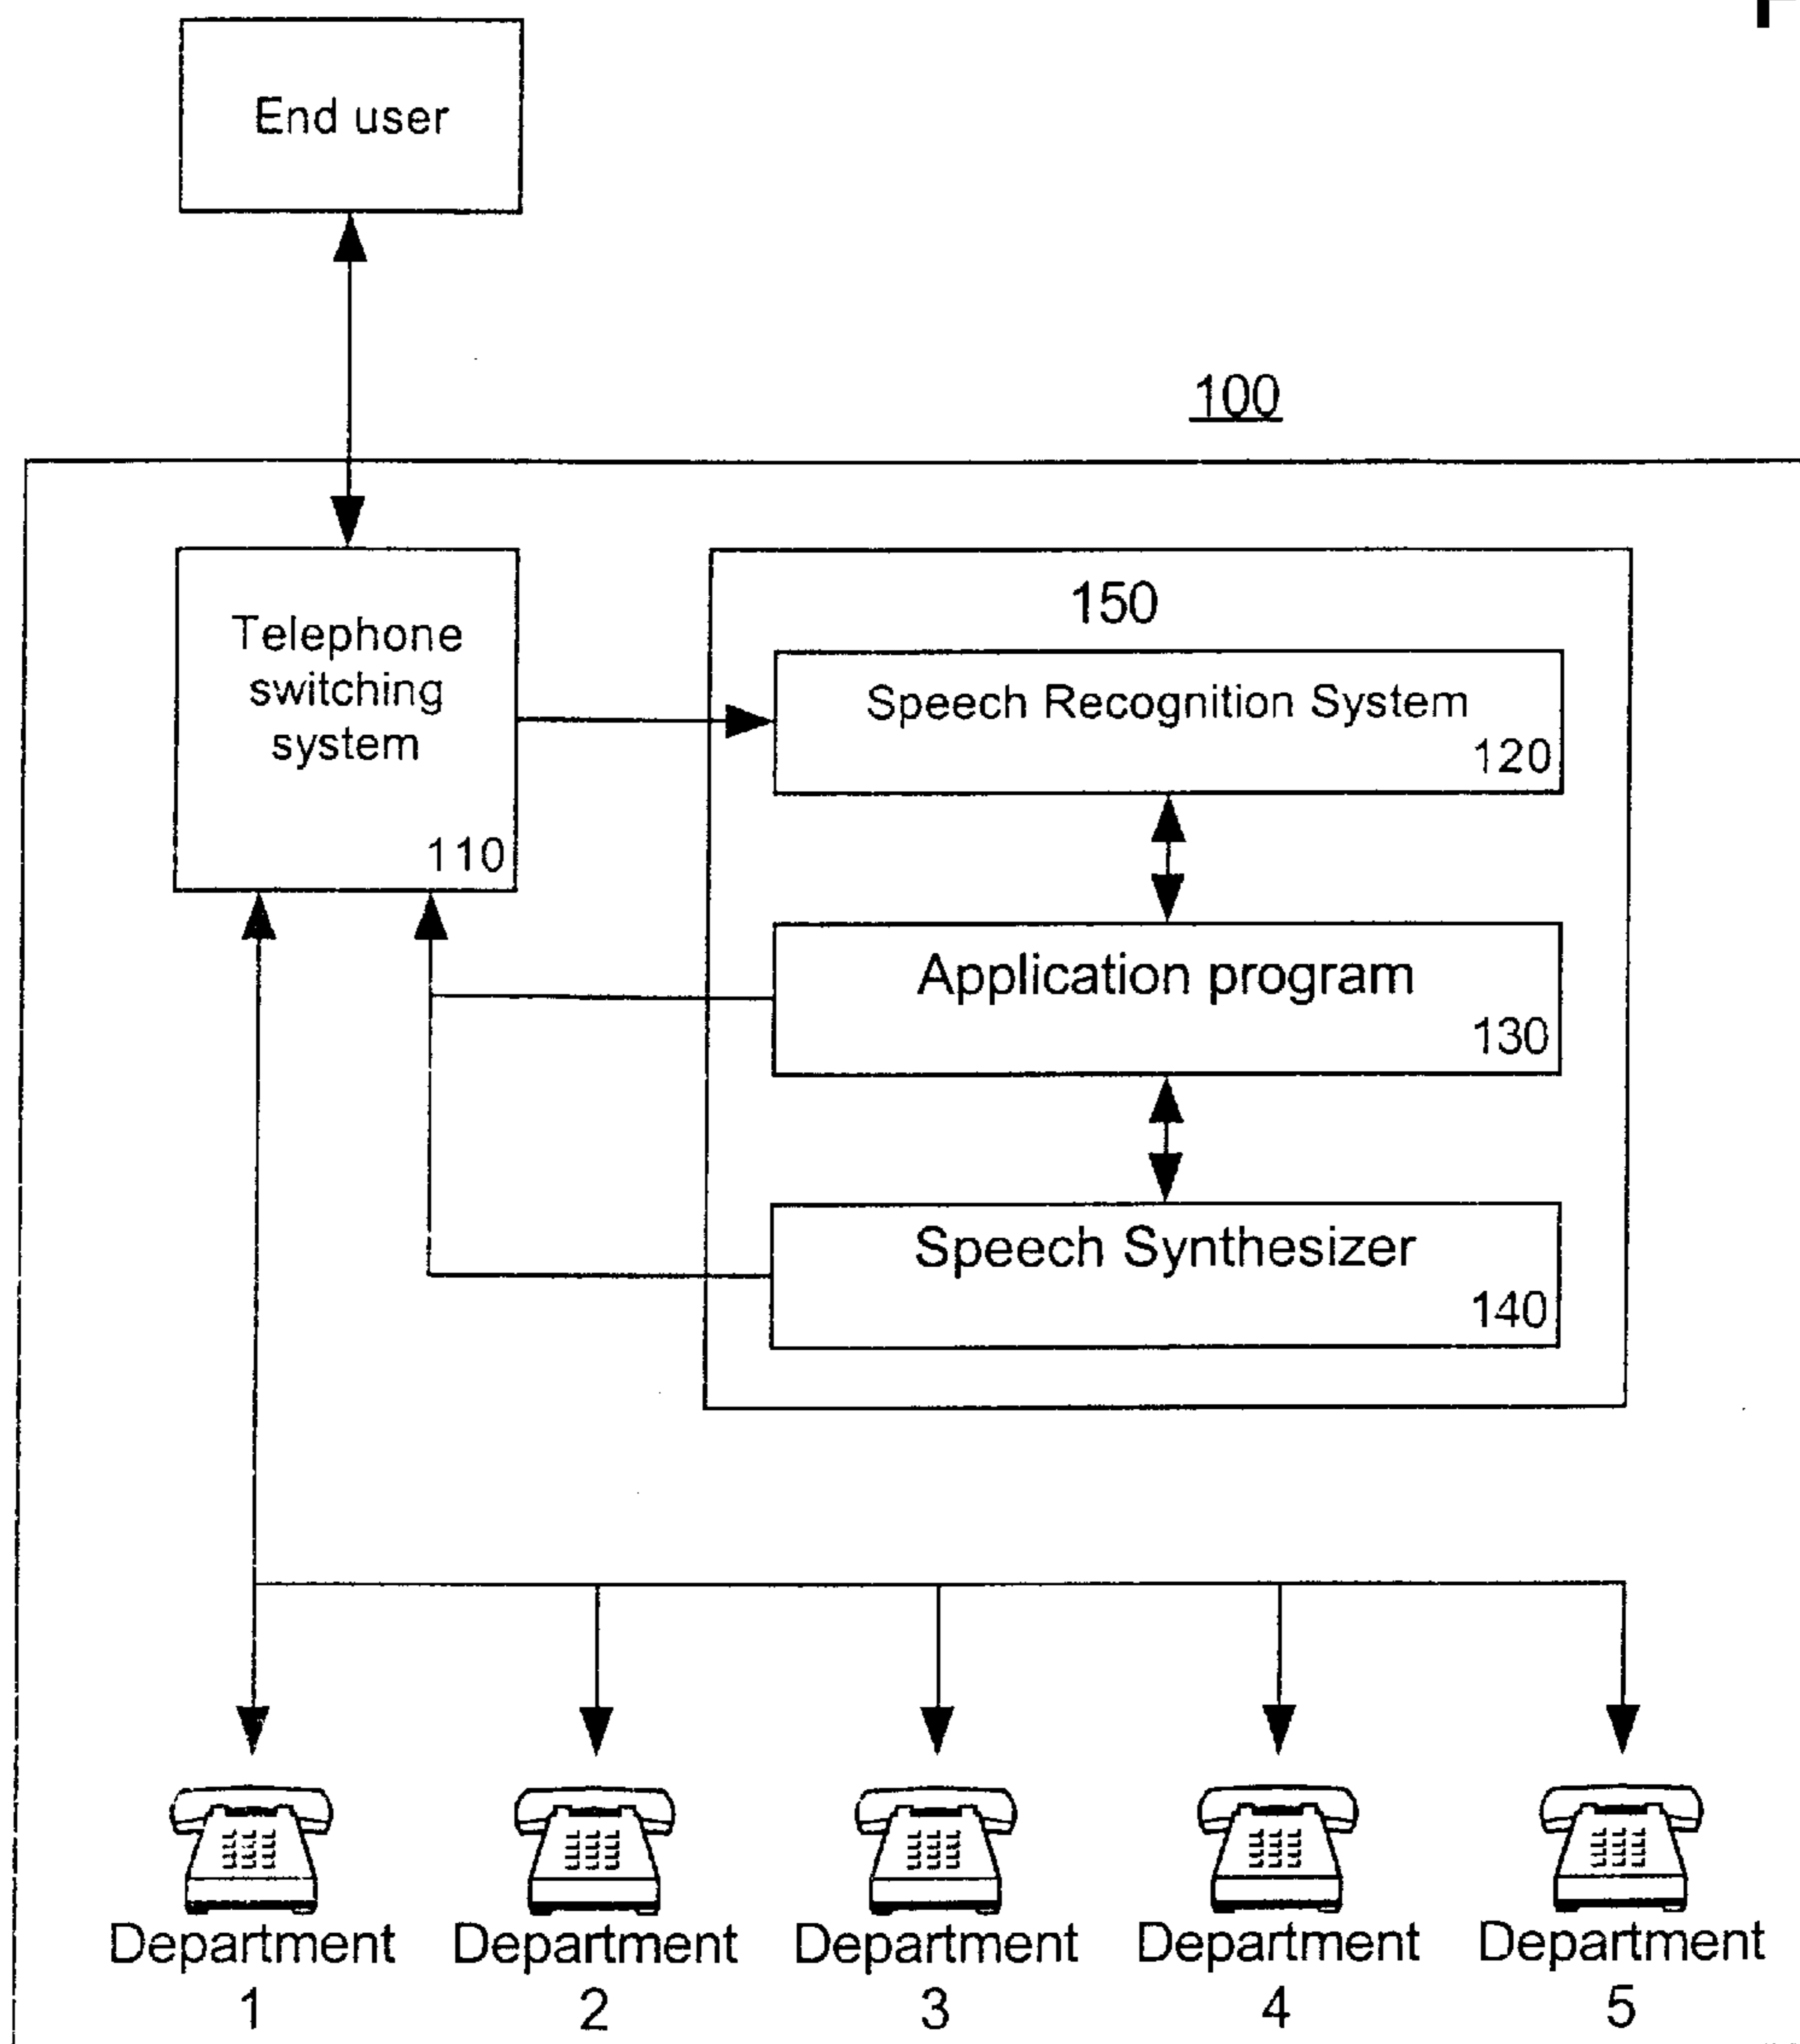 End user
100
Telephone
switching
system
110
150
Speech Recognition System
120
Application program
130
Speech Synthesizer
140
Department
1
Department
2
Department
3
Department
4
Department
5